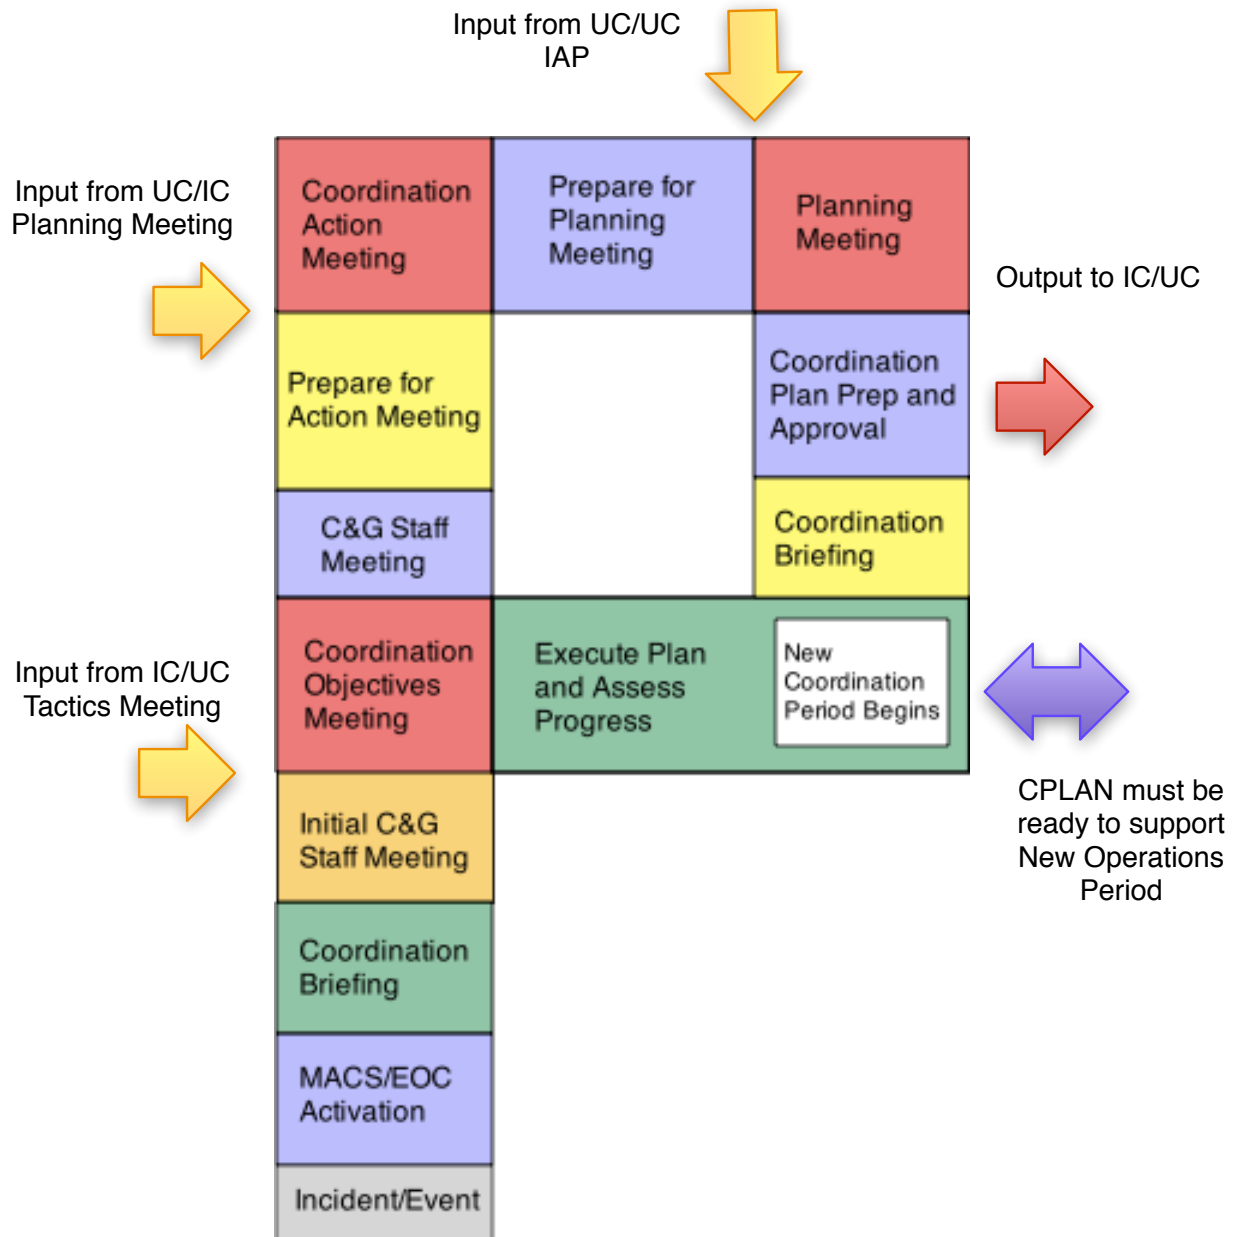 Input from UC/UC
IAP
Input from UC/IC
Planning Meeting
Coordination
Action
Meeting
Prepare for
Planning
Meeting
Planning
Meeting
Output to IC/UC
Prepare for
Action Meeting
Coordination
Plan Prep and
Approval
C&G Staff
Meeting
Coordination
Briefing
Input from IC/UC
Tactics Meeting
Coordination
Objectives
Meeting
Execute Plan
and Assess
Progress
New
Coordination
Period Begins
CPLAN must be
ready to support
New Operations
Period
Initial C&G
Staff Meeting
Coordination
Briefing
MACS/EOC
Activation
Incident/Event